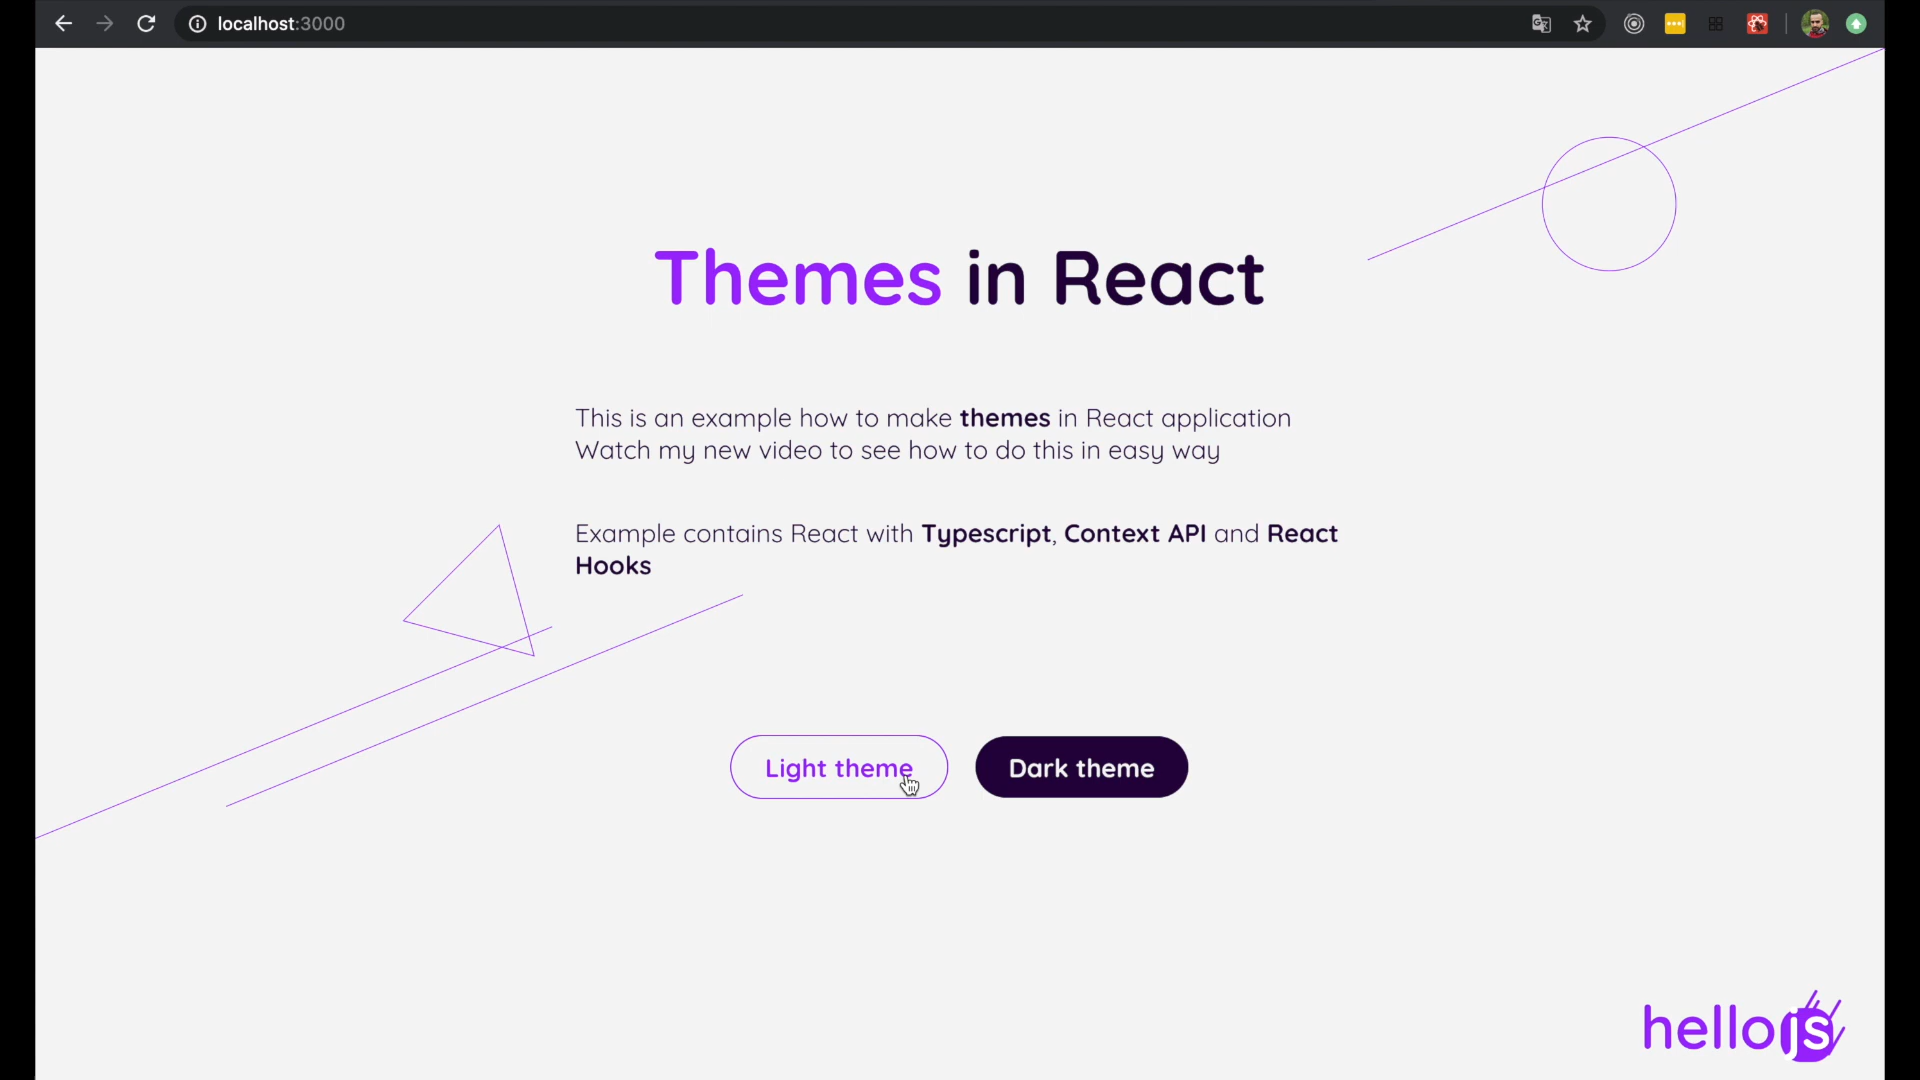 localhost:3000
Themes in React
This is an example how to make themes in React application
Watch my new video to see how to do this in easy way
Example contains React with Typescript, Context API and React
Hooks
Light theme
Dark theme
hello js